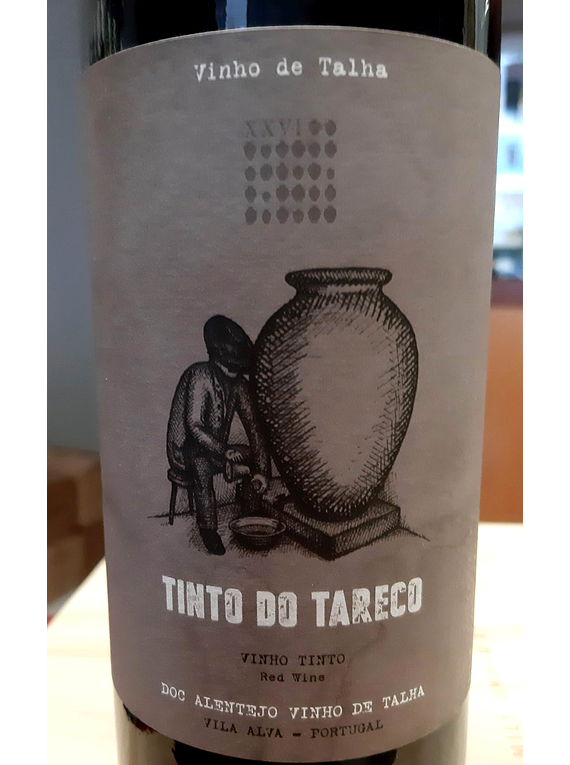 Vinho de Talha
XXVI
TINTO DO TARECO
VINHO TINTO
Red Wine
DOC ALENTEJO VINHO DE TALHA
VILA ALVA - PORTUGAL